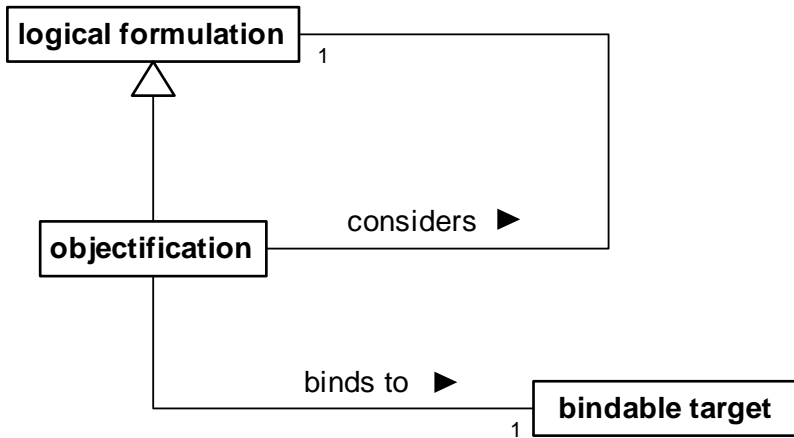 logical formulation
1
considers ►
objectification
binds to ►
bindable target
1